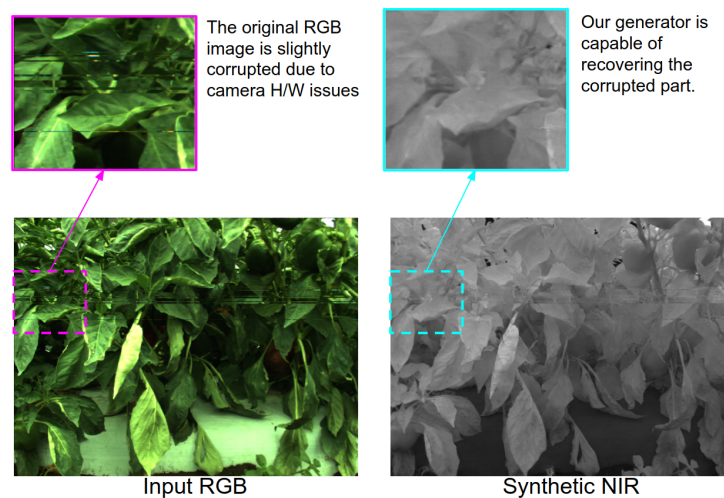 The original RGB
image is slightly
corrupted due to
camera H/W issues
Our generator is
capable of
recovering the
corrupted part.
Input RGB
Synthetic NIR